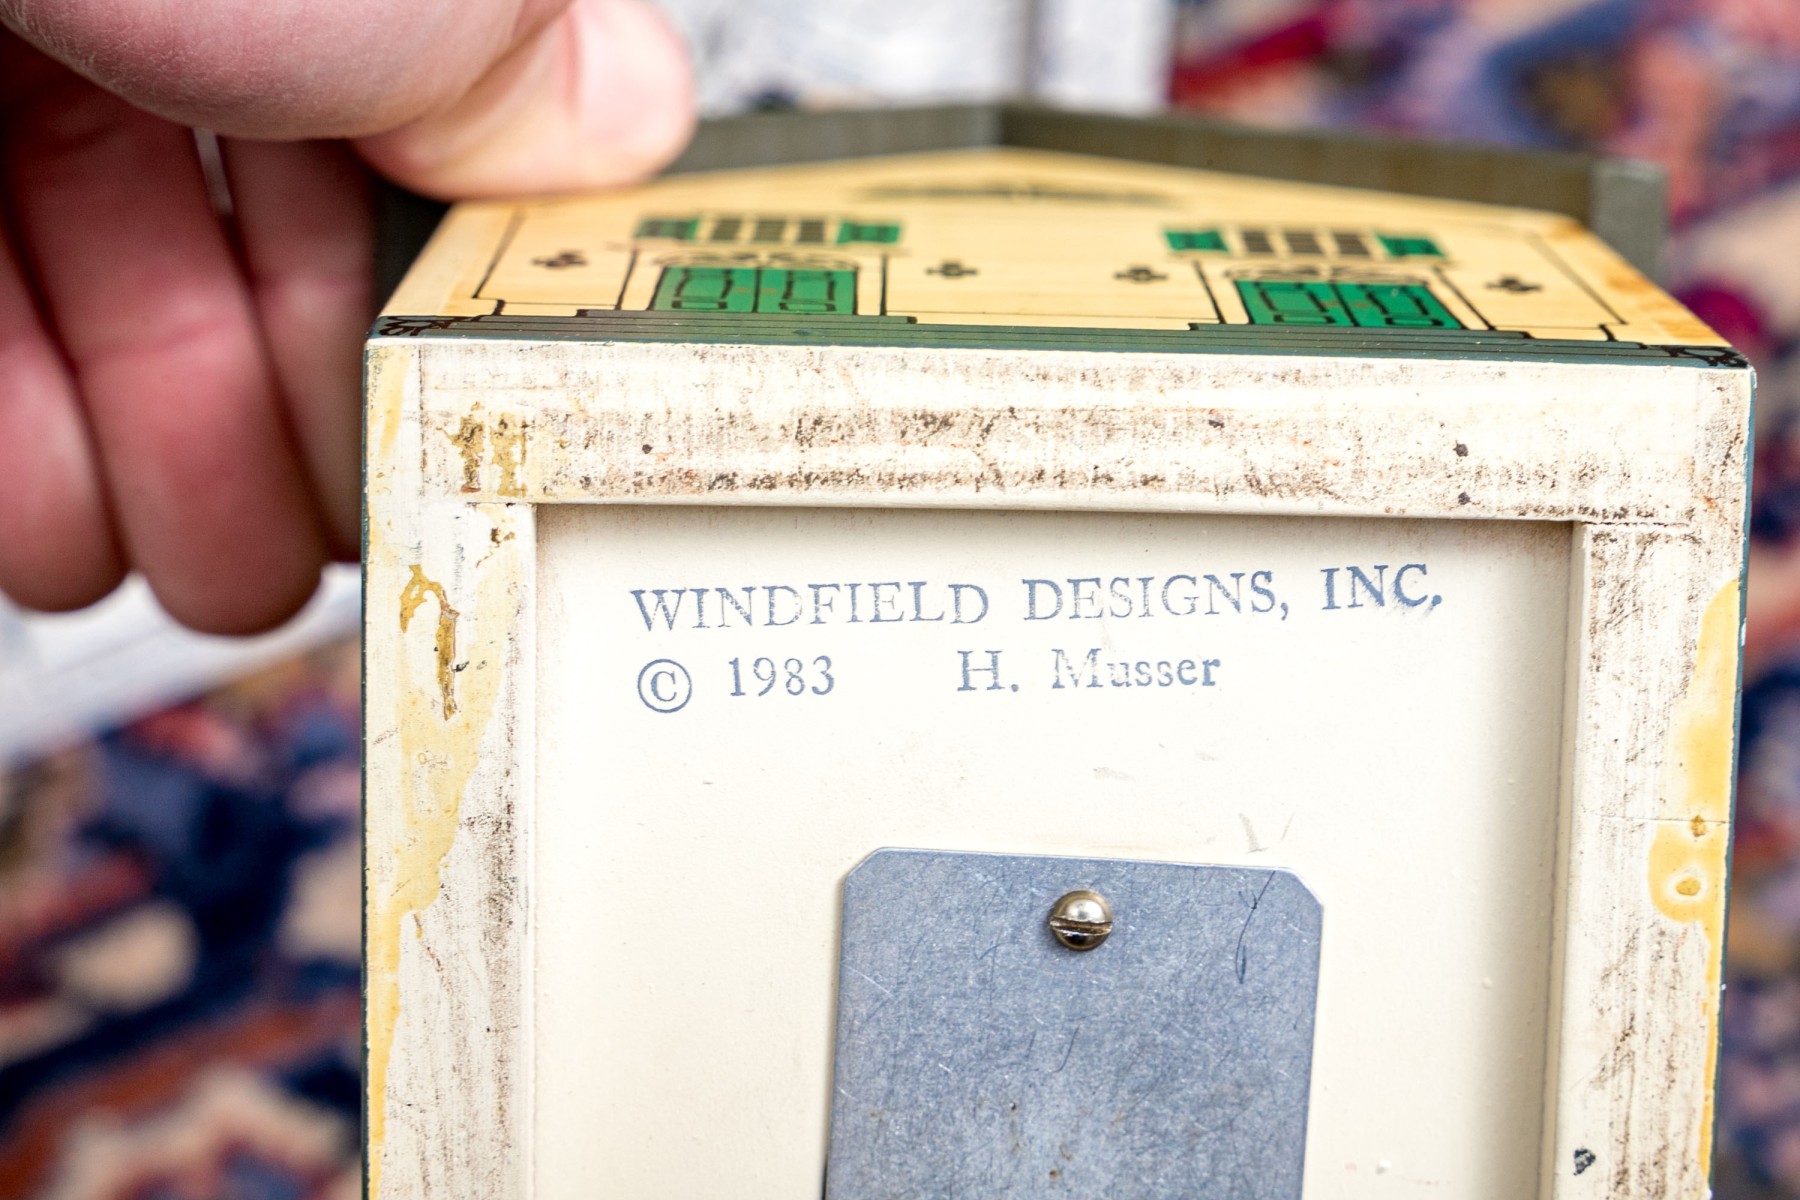 WINDFIELD DESIGNS, INC.
© 1983 H. Musser